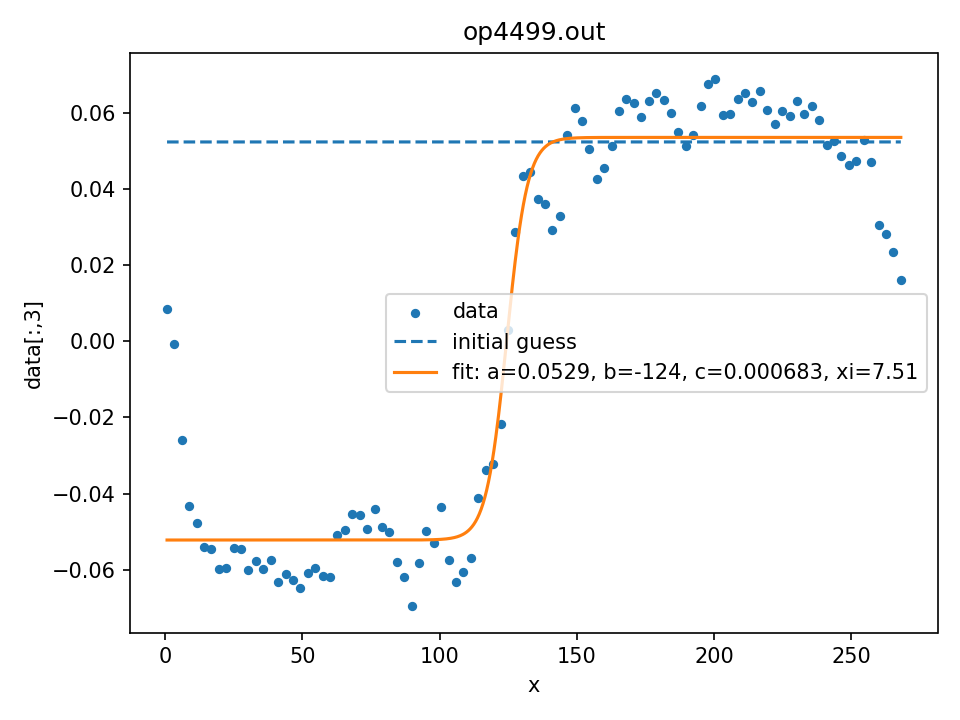 op4499.out
data[:,3]
0.06
0.04
0.02
0.00
−0.02
−0.04
−0.06
data
initial guess
fit: a=0.0529, b=-124, c=0.000683, xi=7.51
0 50 100 150 200 250
x